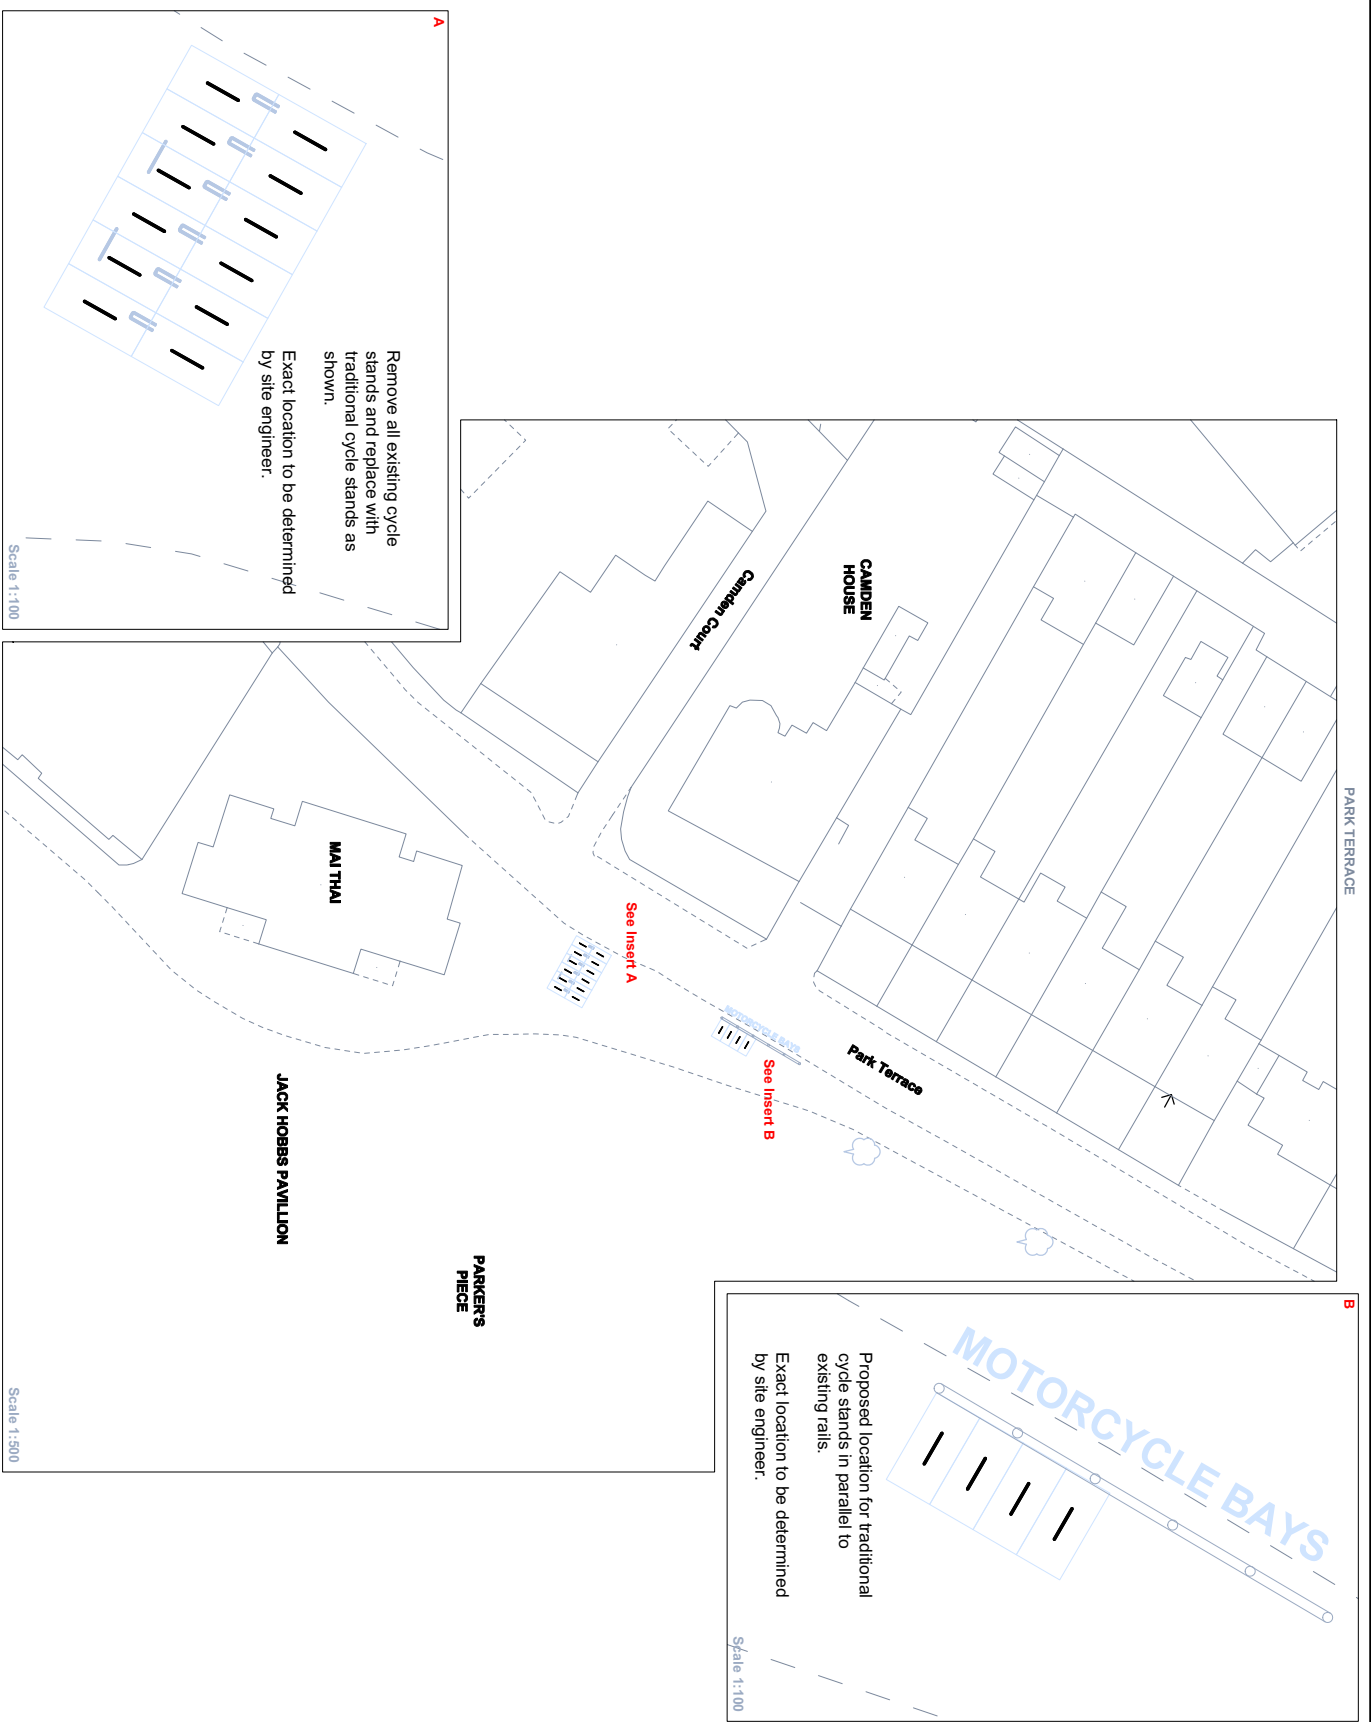 PARK TERRACE
A
Remove all existing cycle
stands and replace with
traditional cycle stands as
shown.
Exact location to be determined
by site engineer.
Scale 1:100
CAMDEN
HOUSE
Camden Court
MAI THAI
See Insert A
MOTORCYCLE BAYS
See Insert B
Park Terrace
JACK HOBBS PAVILLION
PARKER'S
PIECE
Scale 1:500
B
MOTORCYCLE BAYS
Proposed location for traditional
cycle stands in parallel to
existing rails.
Exact location to be determined
by site engineer.
Scale 1:100